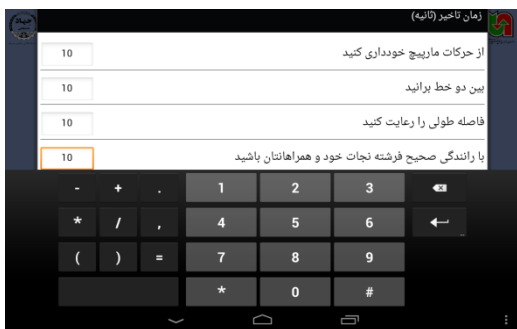 زمان تاخیر (ثانیه)
از حرکات مارپیچ خودداری کنید
10
بین دو خط برانید
10
فاصله طولی را رعایت کنید
10
با رانندگی صحیح فرشته نجات خود و همراهانتان باشید
10
- + . 1 2 3
* / , 4 5 6
( ) = 7 8 9
* 0 #